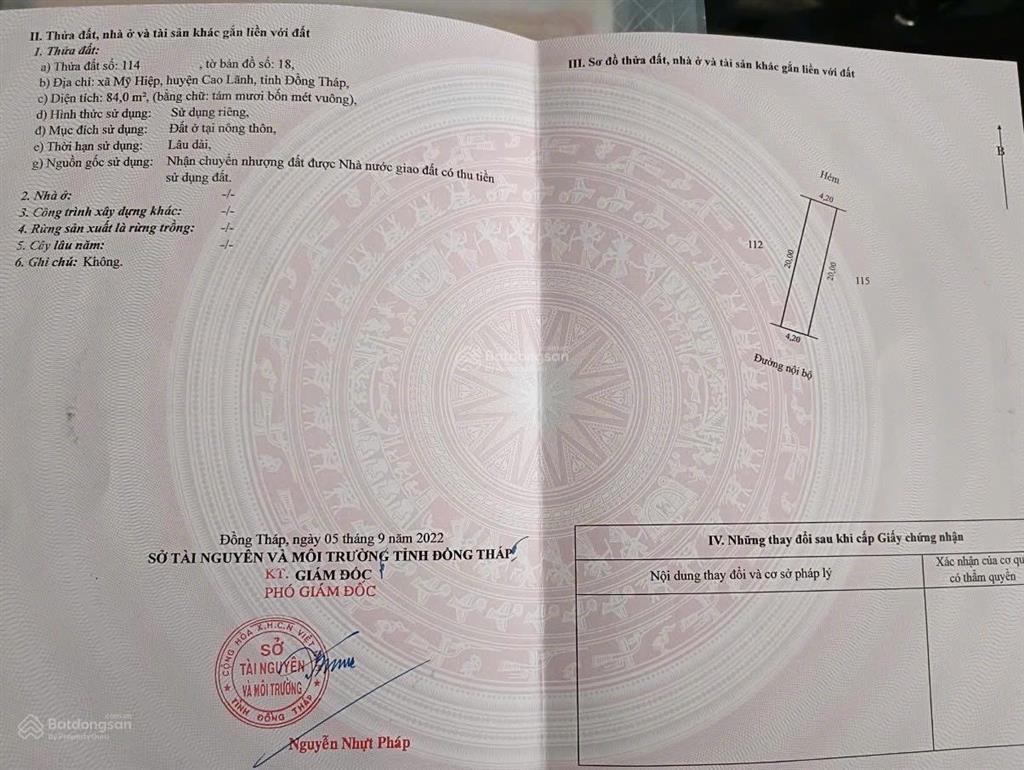 II. Thửa đất, nhà ở và tài sản khác gắn liền với đất
1. Thửa đất:
a) Thửa đất số: 114 , tờ bản đồ số: 18,
b) Địa chỉ: xã Mỹ Hiệp, huyện Cao Lãnh, tỉnh Đồng Tháp,
c) Diện tích: 84,0 m², (bằng chữ: tám mươi bốn mét vuông),
d) Hình thức sử dụng: Sử dụng riêng,
đ) Mục đích sử dụng: Đất ở tại nông thôn,
e) Thời hạn sử dụng: Lâu dài,
g) Nguồn gốc sử dụng: Nhận chuyển nhượng đất được Nhà nước giao đất có thu tiền
sử dụng đất.
2. Nhà ở: -/-
3. Công trình xây dựng khác: -/-
4. Rừng sản xuất là rừng trồng: -/-
5. Cây lâu năm: -/-
6. Ghi chú: Không.
Đồng Tháp, ngày 05 tháng 9 năm 2022
SỞ TÀI NGUYÊN VÀ MÔI TRƯỜNG TỈNH ĐỒNG THÁP
KT. GIÁM ĐỐC
PHÓ GIÁM ĐỐC
CỘNG HÒA X.H.C.N VIỆT
SỞ
TÀI NGUYÊN
VÀ MÔI TRƯỜNG
TỈNH ĐỒNG THÁP
Nguyễn Nhựt Pháp
III. Sơ đồ thửa đất, nhà ở và tài sản khác gắn liền với đất
B
Hẻm
4,20
112
20,00
20,00
115
4,20
Đường nội bộ
IV. Những thay đổi sau khi cấp Giấy chứng nhận
Nội dung thay đổi và cơ sở pháp lý
Xác nhận của cơ qu
có thẩm quyền
Batdongsan
Batdongsan
.com.vn
by PropertyGuru